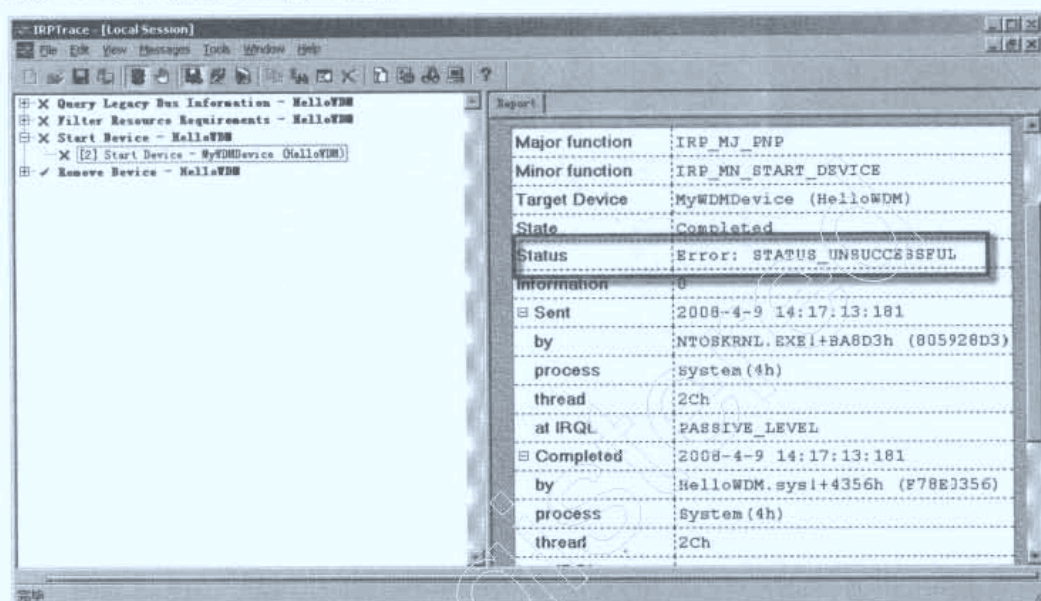 IRPTrace - [Local Session]
File Edit View Messages Tools Window Help
Query Legacy Bus Information - HelloWDM
Filter Resource Requirements - HelloWDM
Start Device - HelloWDM
[2] Start Device - MyWDMDevice (HelloWDM)
Remove Device - HelloWDM
Report
Major function IRP_MJ_PNP
Minor function IRP_MN_START_DEVICE
Target Device MyWDMDevice (HelloWDM)
State Completed
Status Error: STATUS_UNSUCCESSFUL
Information 0
Sent 2008-4-9 14:17:13:181
by NTOSKRNL.EXE!+BA8D3h (805928D3)
process System(4h)
thread 2Ch
at IRQL PASSIVE_LEVEL
Completed 2008-4-9 14:17:13:181
by HelloWDM.sys!+4356h (F78E0356)
process System(4h)
thread 2Ch
完毕